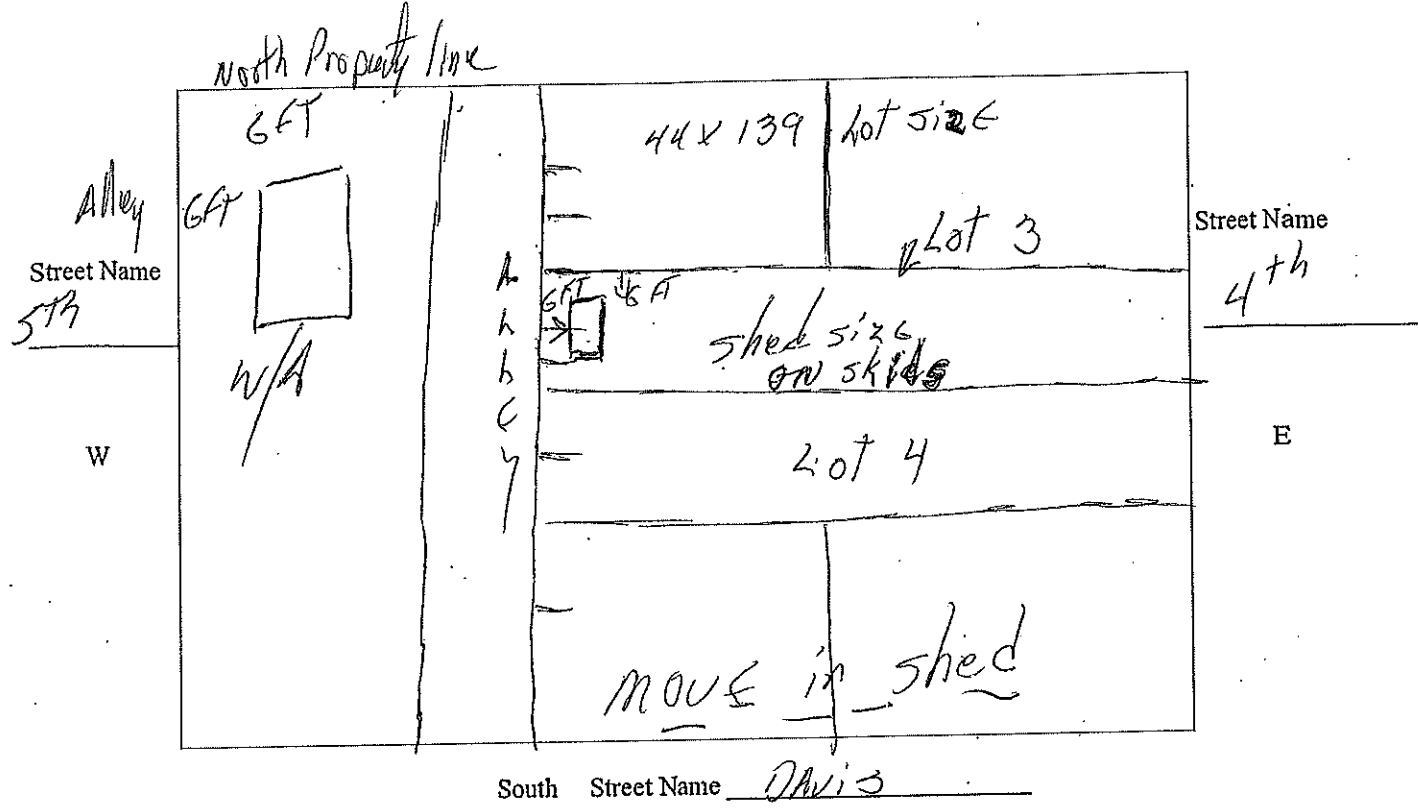 North Property line
6FT
44 X 139 Lot SizE
Alley
6FT
Street Name
5th
Lot 3
Street Name
4th
A
L
L
E
Y
6FT 6FT
shed size
ON skids
N/A
W
Lot 4
E
MOVE in shed
South Street Name DAVIS